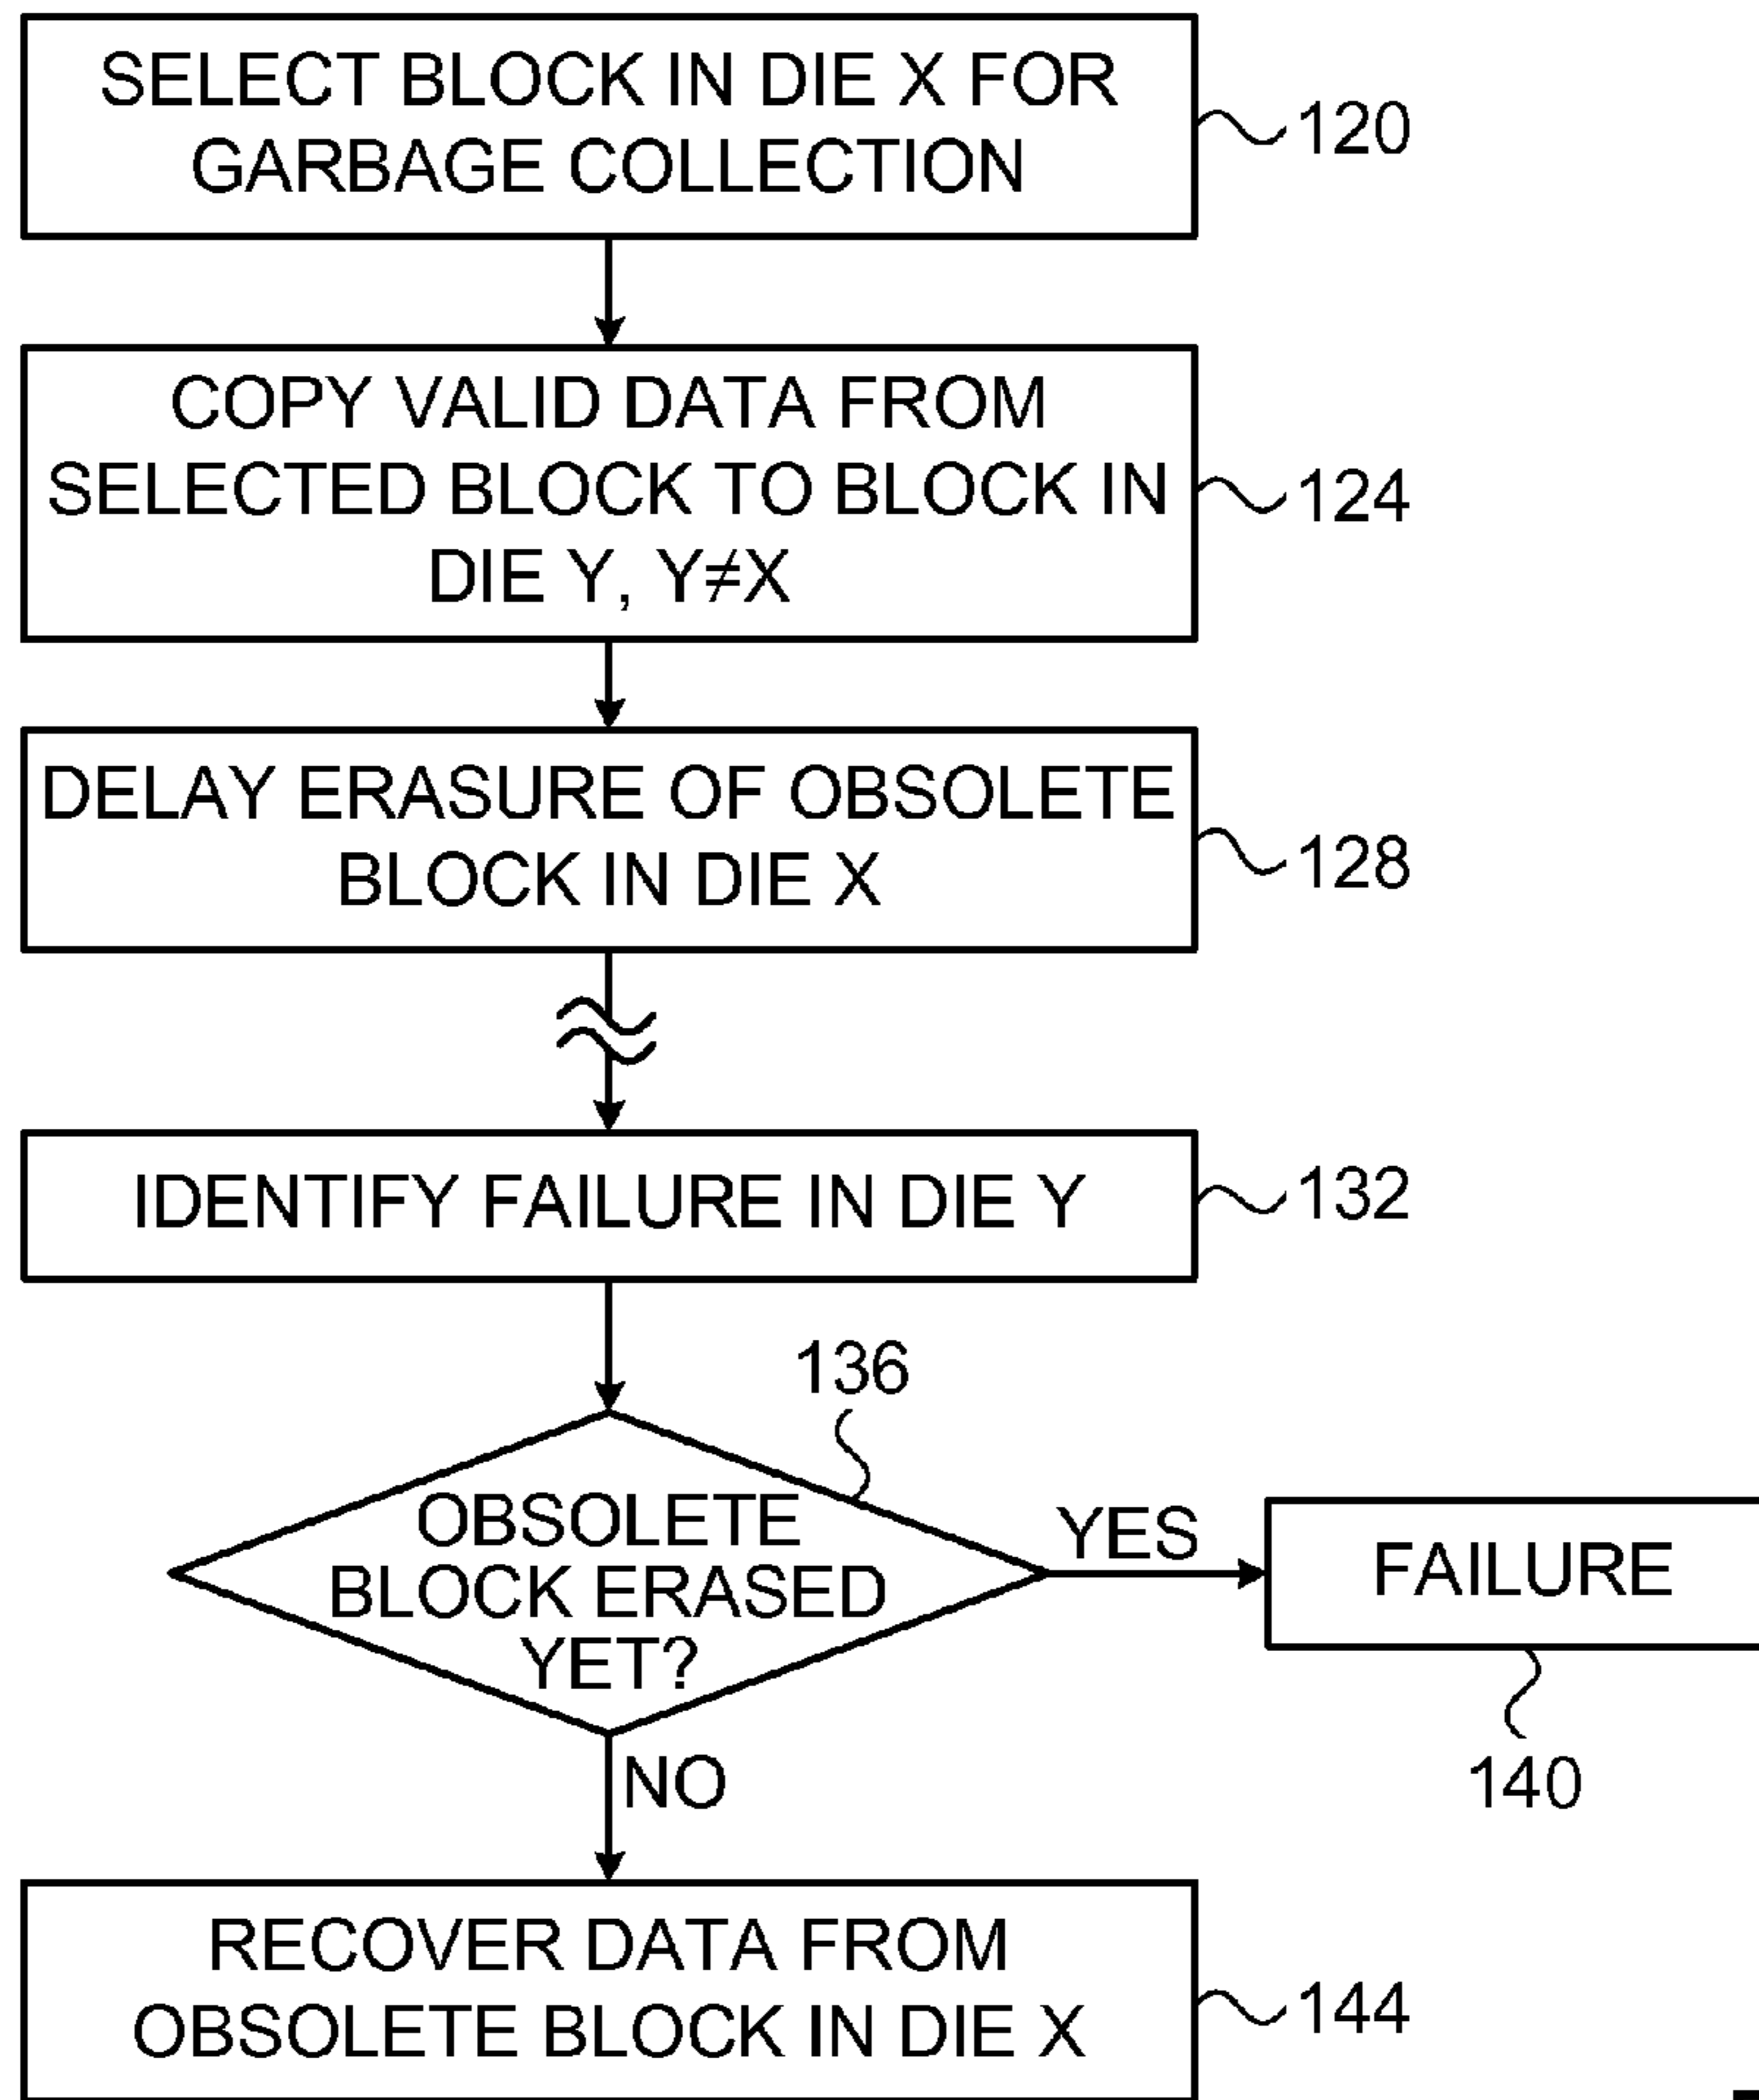 SELECT BLOCK IN DIE X FOR
GARBAGE COLLECTION
120
COPY VALID DATA FROM
SELECTED BLOCK TO BLOCK IN
DIE Y, Y≠X
124
DELAY ERASURE OF OBSOLETE
BLOCK IN DIE X
128
IDENTIFY FAILURE IN DIE Y
132
136
OBSOLETE
BLOCK ERASED
YET?
YES
FAILURE
140
NO
RECOVER DATA FROM
OBSOLETE BLOCK IN DIE X
144